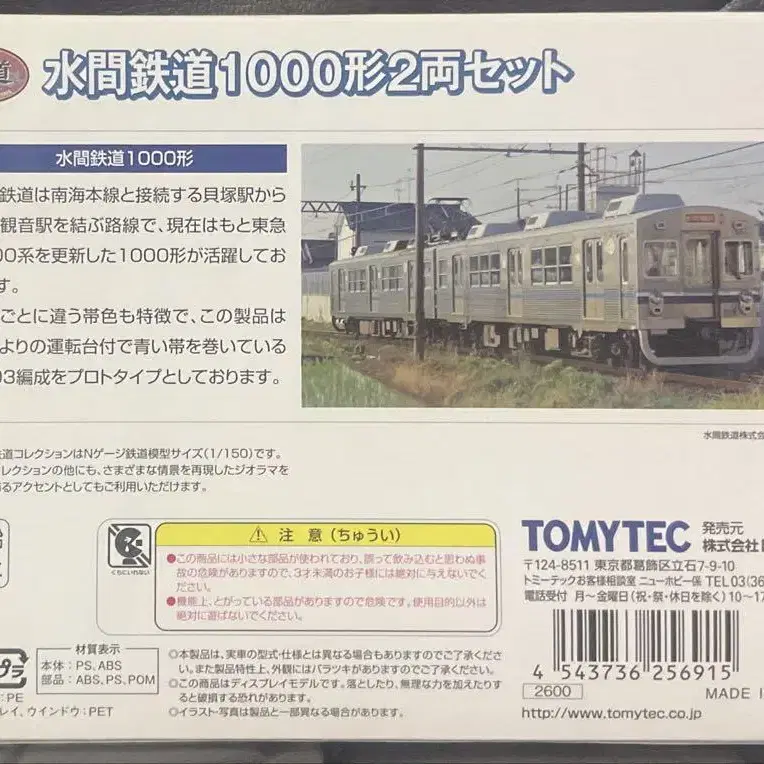 道
水間鉄道1000形2両セット
水間鉄道1000形
鉄道は南海本線と接続する貝塚駅から
観音駅を結ぶ路線で、現在はもと東急
00系を更新した1000形が活躍してお
す。
ごとに違う帯色も特徴で、この製品は
よりの運転台付で青い帯を巻いている
03編成をプロトタイプとしております。
水間鉄道株式会
道コレクションはNゲージ鉄道模型サイズ(1/150)です。
レクションの他にも、さまざまな情景を再現したジオラマを
るアクセントとしてもご利用いただけます。
くちにいれない
⚠ 注 意(ちゅうい)
●この商品には小さな部品が使われており、誤って飲み込むと思わぬ事
故の危険がありますので、3才未満のお子様には絶対に与えないでく
ださい。
●機能上、とがっている部品がありますので危険です。使用目的以外は
絶対に遊ばないでください。
TOMYTEC 発売元
株式会社
〒124-8511 東京都葛飾区立石7-9-10
トミーテックお客様相談室 ニューホビー係 TEL 03(36
電話受付 月~金曜日(祝・祭・休日を除く)10~17
材質表示
本体:PS、ABS
部品:ABS、PS、POM
プラ
:PE
レイ、ウインドウ:PET
◎本製品は、実車の型式・仕様とは異なる場合もありますのでご了承くださ
い。また製品特性上、外観にはバラツキがありますのでご了承ください。
◎この商品はディスプレイモデルです。落としたり、無理な力を加えたりす
ると破損する恐れがあります。
◎イラスト・写真は製品と一部異なる場合があります。
4 543736 256915
2600
MADE I
http://www.tomytec.co.jp